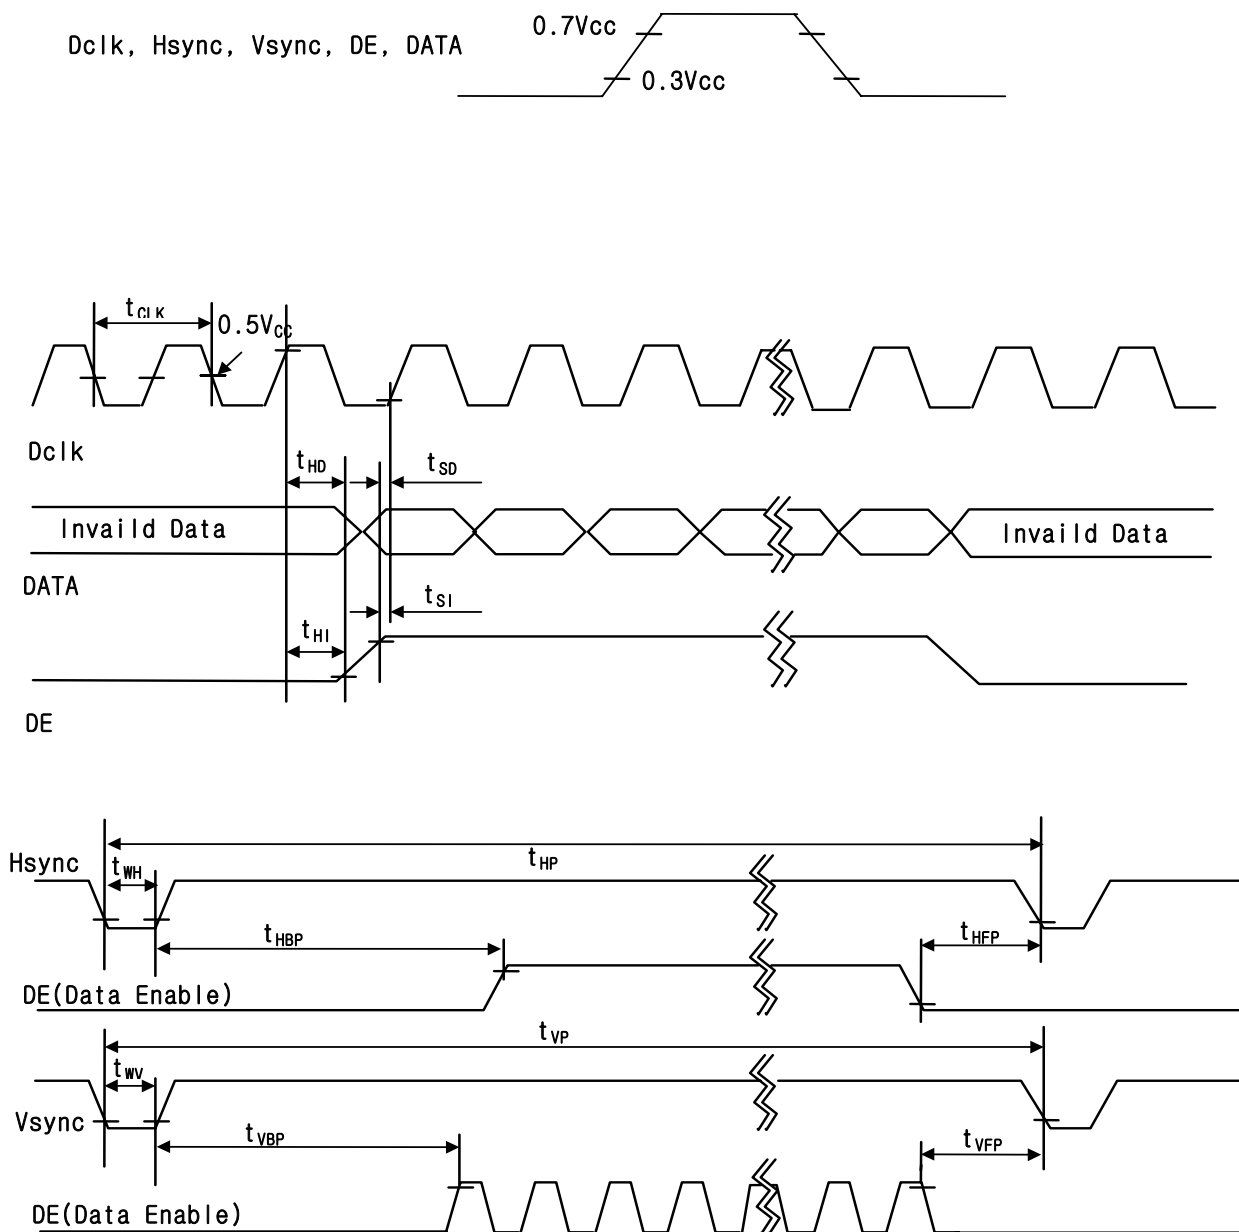 Dclk, Hsync, Vsync, DE, DATA
0.7Vcc
0.3Vcc
tCLK
0.5VCC
Dclk
tHD
tSD
Invaild Data
Invaild Data
DATA
tSI
tHI
DE
Hsync
tWH
tHP
tHBP
tHFP
DE(Data Enable)
tVP
tWV
Vsync
tVBP
tVFP
DE(Data Enable)